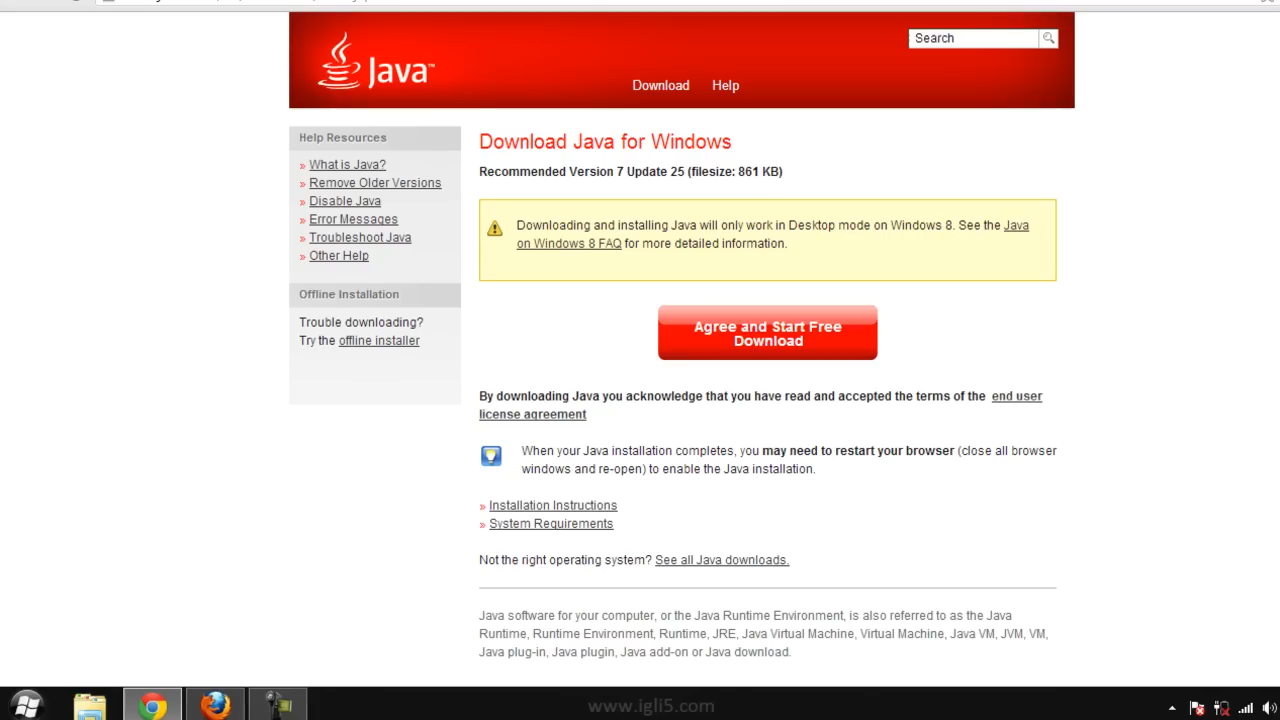 Java™
Search
Download Help
Help Resources
» What is Java?
» Remove Older Versions
» Disable Java
» Error Messages
» Troubleshoot Java
» Other Help
Offline Installation
Trouble downloading?
Try the offline installer
Download Java for Windows
Recommended Version 7 Update 25 (filesize: 861 KB)
Downloading and installing Java will only work in Desktop mode on Windows 8. See the Java
on Windows 8 FAQ for more detailed information.
Agree and Start Free
Download
By downloading Java you acknowledge that you have read and accepted the terms of the end user
license agreement
When your Java installation completes, you may need to restart your browser (close all browser
windows and re-open) to enable the Java installation.
» Installation Instructions
» System Requirements
Not the right operating system? See all Java downloads.
Java software for your computer, or the Java Runtime Environment, is also referred to as the Java
Runtime, Runtime Environment, Runtime, JRE, Java Virtual Machine, Virtual Machine, Java VM, JVM, VM,
Java plug-in, Java plugin, Java add-on or Java download.
www.igli5.com